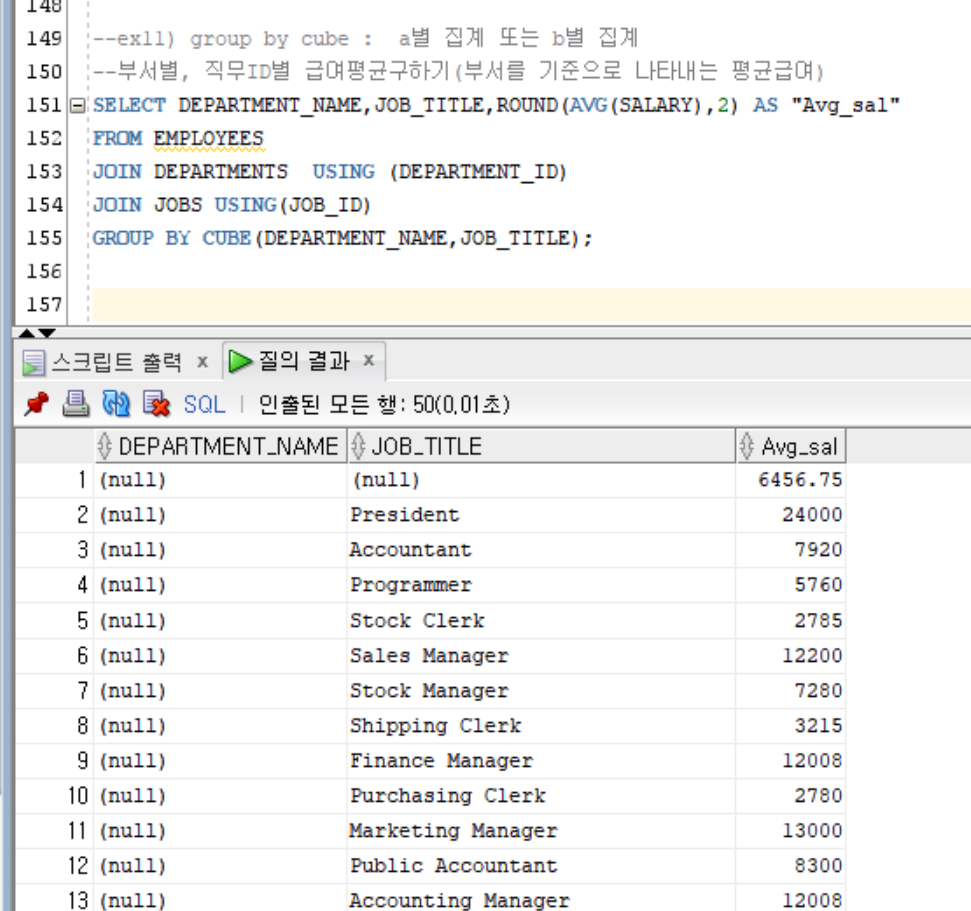 148
149 --ex11) group by cube :  a별 집계 또는 b별 집계
150 --부서별, 직무ID별 급여평균구하기(부서를 기준으로 나타내는 평균급여)
151 SELECT DEPARTMENT_NAME,JOB_TITLE,ROUND(AVG(SALARY),2) AS "Avg_sal"
152 FROM EMPLOYEES
153 JOIN DEPARTMENTS  USING (DEPARTMENT_ID)
154 JOIN JOBS USING(JOB_ID)
155 GROUP BY CUBE(DEPARTMENT_NAME,JOB_TITLE);
156
157
스크립트 출력 x 질의 결과 x
SQL | 인출된 모든 행: 50(0,01초)
DEPARTMENT_NAME JOB_TITLE Avg_sal
1 (null) (null) 6456.75
2 (null) President 24000
3 (null) Accountant 7920
4 (null) Programmer 5760
5 (null) Stock Clerk 2785
6 (null) Sales Manager 12200
7 (null) Stock Manager 7280
8 (null) Shipping Clerk 3215
9 (null) Finance Manager 12008
10 (null) Purchasing Clerk 2780
11 (null) Marketing Manager 13000
12 (null) Public Accountant 8300
13 (null) Accounting Manager 12008